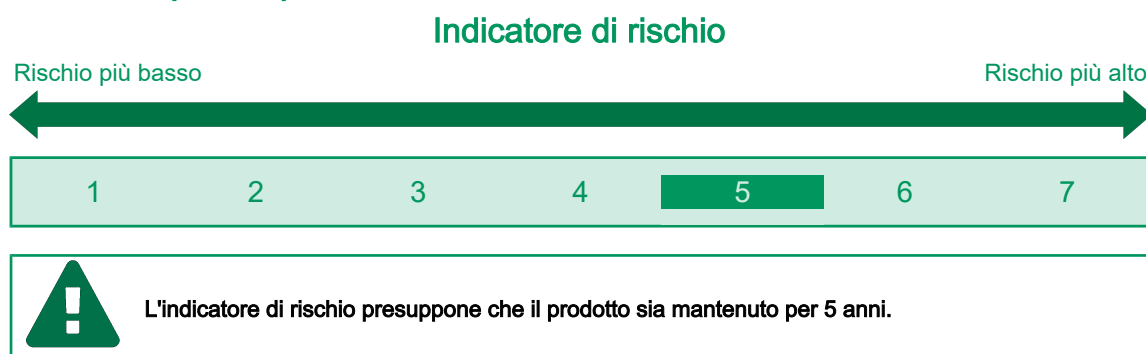 Indicatore di rischio
Rischio più basso Rischio più alto
1 2 3 4 5 6 7
L'indicatore di rischio presuppone che il prodotto sia mantenuto per 5 anni.